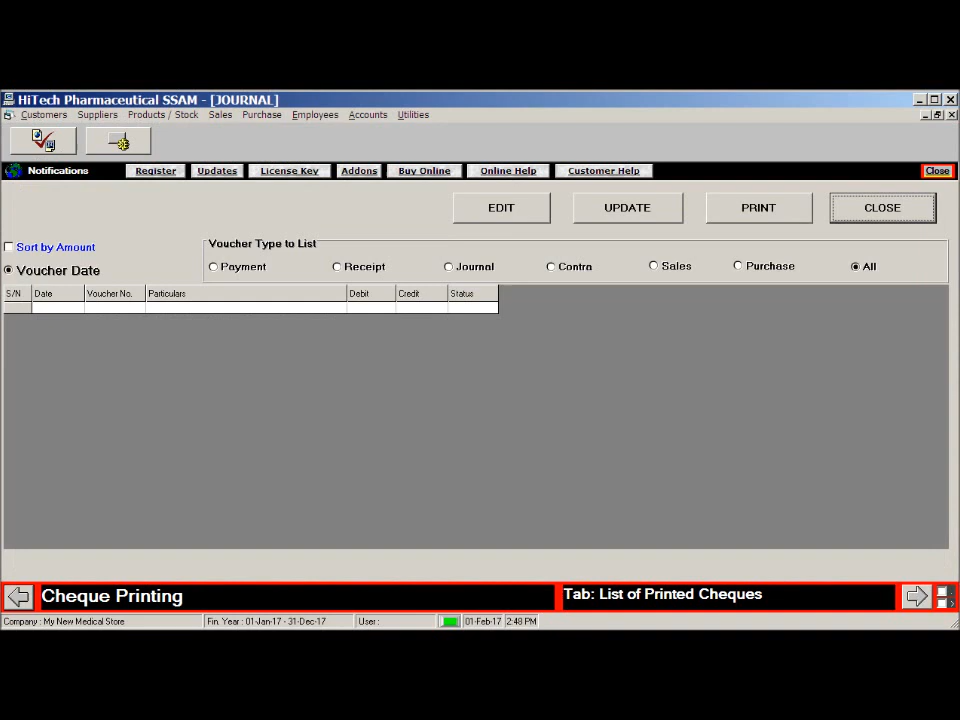 HiTech Pharmaceutical SSAM - [JOURNAL]
Customers Suppliers Products / Stock Sales Purchase Employees Accounts Utilities
Notifications Register Updates License Key Addons Buy Online Online Help Customer Help Close
EDIT UPDATE PRINT CLOSE
Sort by Amount
Voucher Type to List
Voucher Date
Payment Receipt Journal Contra Sales Purchase All
S/N Date Voucher No. Particulars Debit Credit Status
Cheque Printing
Tab: List of Printed Cheques
Company : My New Medical Store Fin. Year : 01-Jan-17 - 31-Dec-17 User : 01-Feb-17 2:48 PM